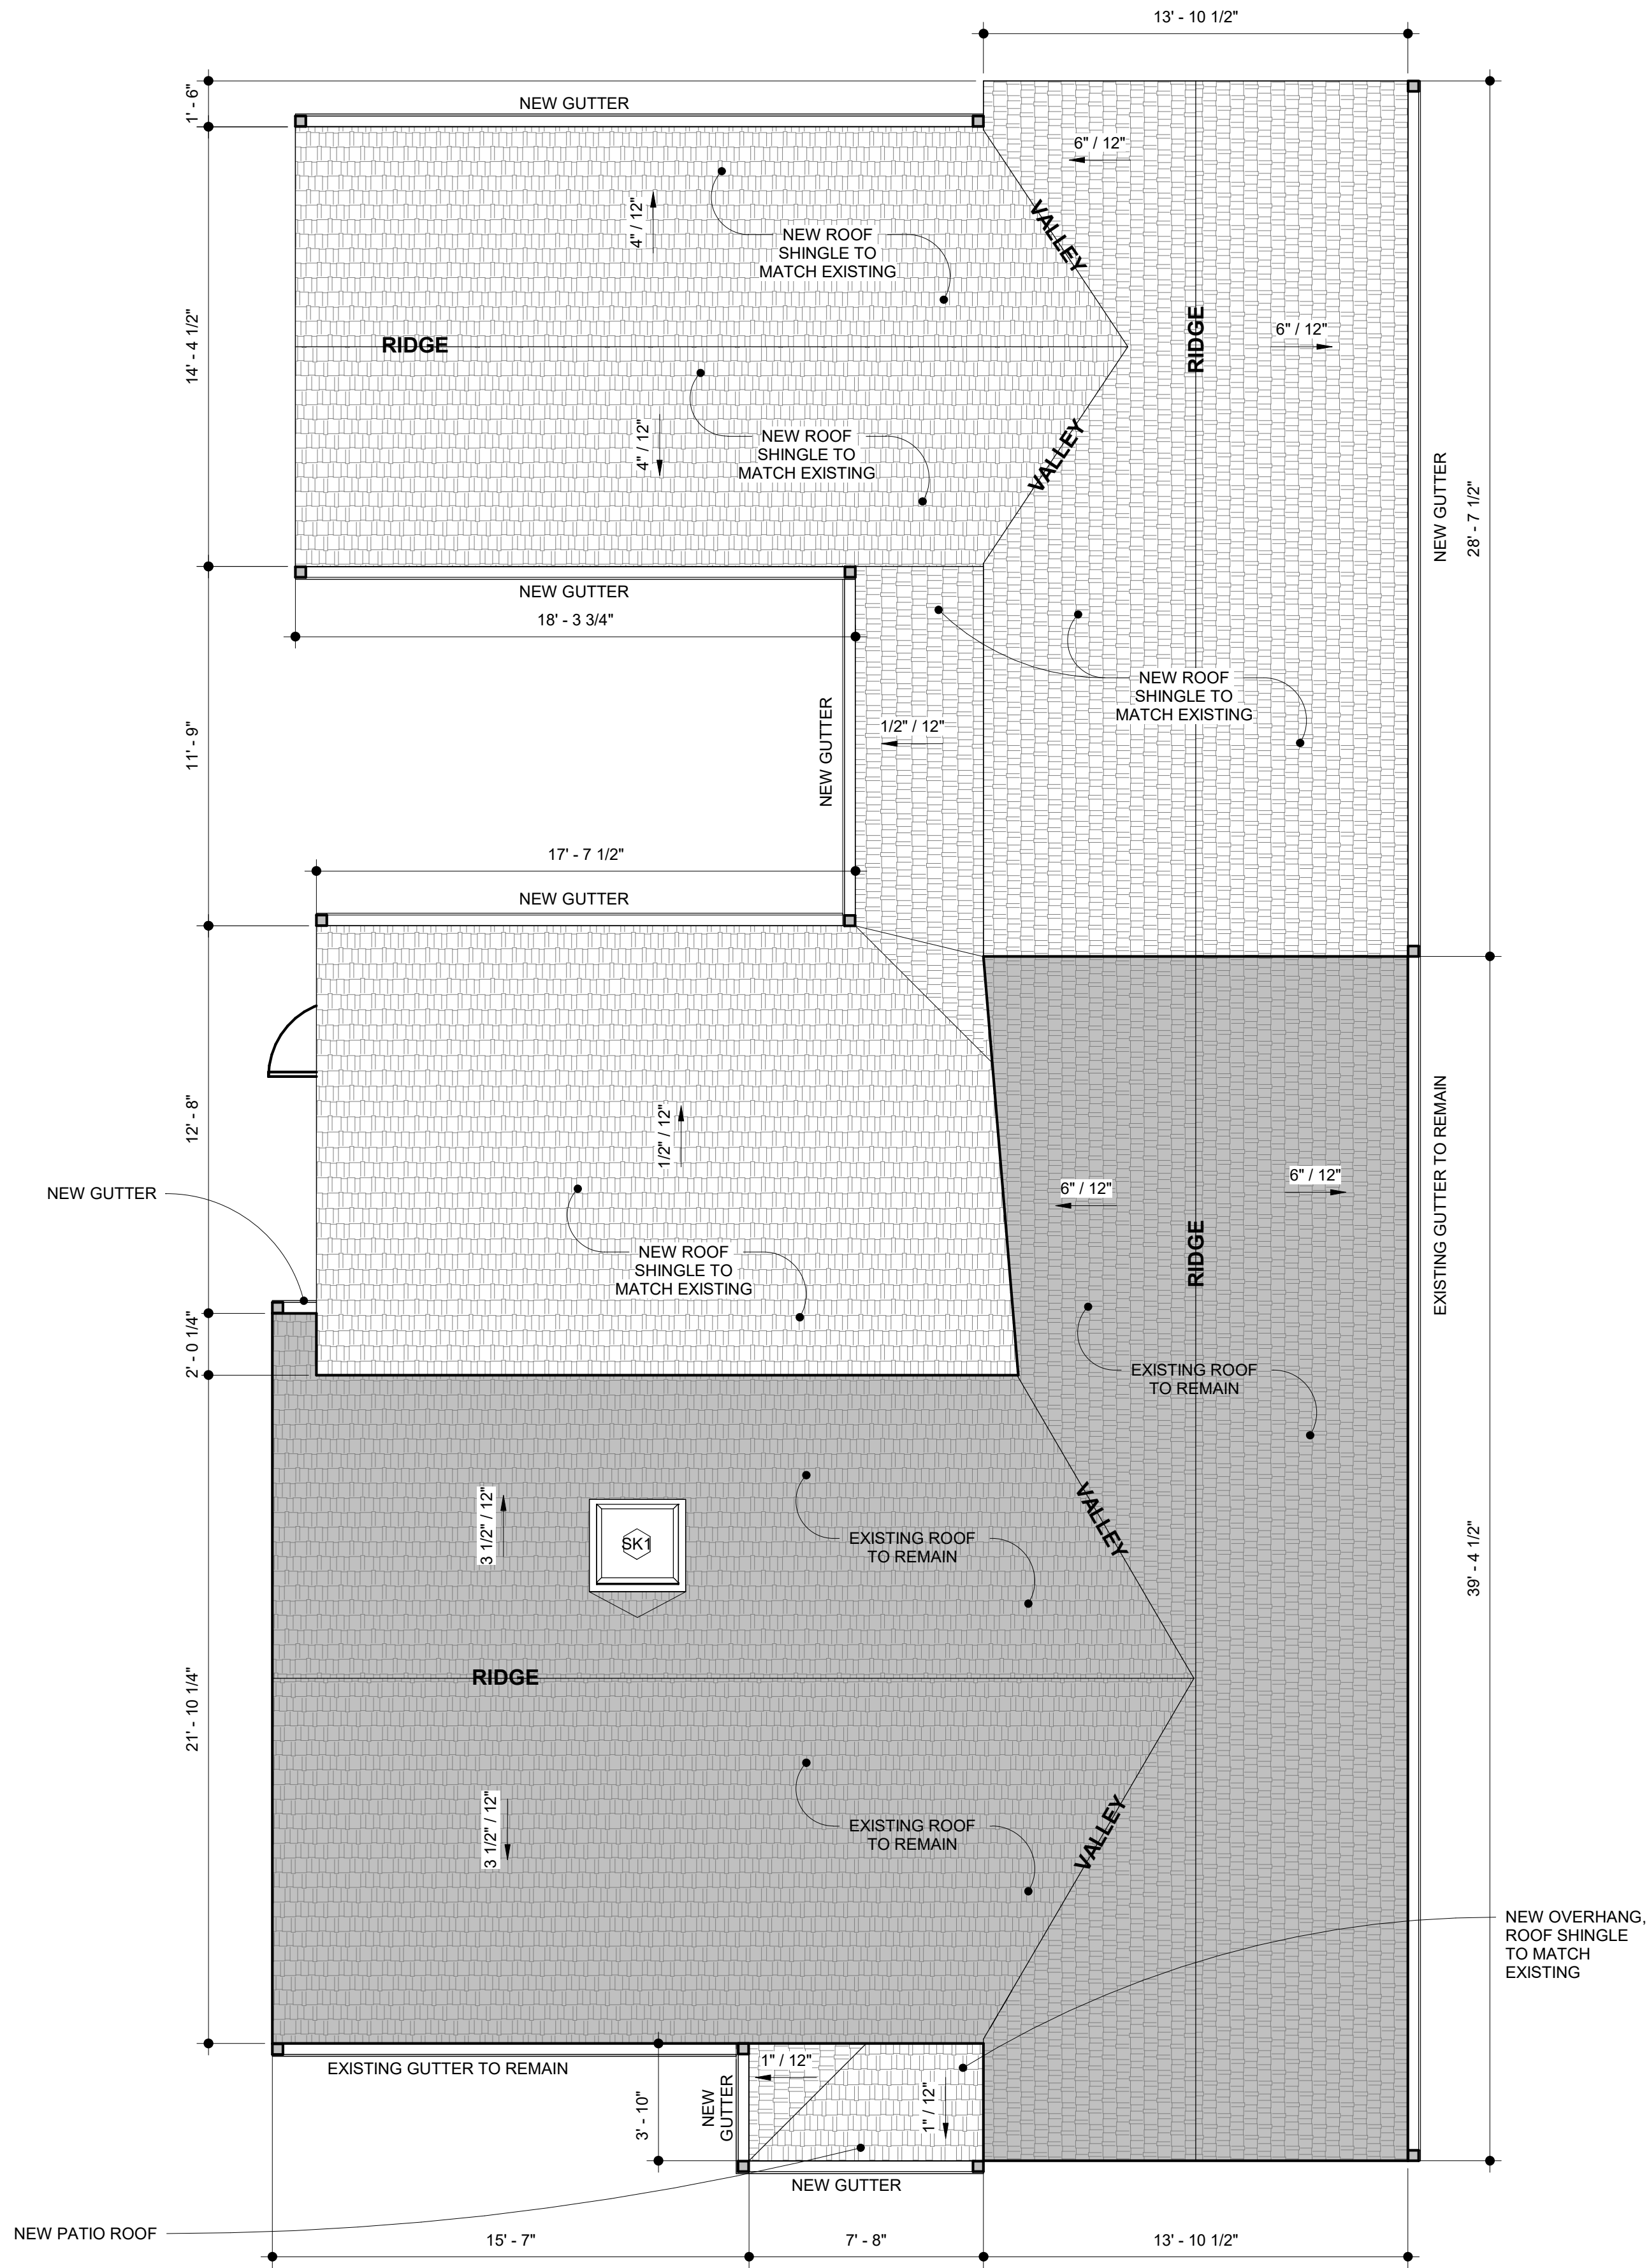 13' - 10 1/2"
1' - 6"
NEW GUTTER
6" / 12"
VALLEY
4" / 12"
NEW ROOF
SHINGLE TO
MATCH EXISTING
14' - 4 1/2"
RIDGE
RIDGE
6" / 12"
4" / 12"
NEW ROOF
SHINGLE TO
MATCH EXISTING
VALLEY
NEW GUTTER
28' - 7 1/2"
NEW GUTTER
18' - 3 3/4"
NEW ROOF
SHINGLE TO
MATCH EXISTING
11' - 9"
NEW GUTTER
1/2" / 12"
17' - 7 1/2"
NEW GUTTER
12' - 8"
1/2" / 12"
EXISTING GUTTER TO REMAIN
NEW GUTTER
6" / 12"
6" / 12"
RIDGE
NEW ROOF
SHINGLE TO
MATCH EXISTING
2' - 0 1/4"
EXISTING ROOF
TO REMAIN
3 1/2" / 12"
SK1
EXISTING ROOF
TO REMAIN
VALLEY
39' - 4 1/2"
RIDGE
21' - 10 1/4"
3 1/2" / 12"
EXISTING ROOF
TO REMAIN
VALLEY
NEW OVERHANG,
ROOF SHINGLE
TO MATCH
EXISTING
EXISTING GUTTER TO REMAIN
3' - 10"
NEW
GUTTER
1" / 12"
1" / 12"
NEW GUTTER
NEW PATIO ROOF
15' - 7"
7' - 8"
13' - 10 1/2"